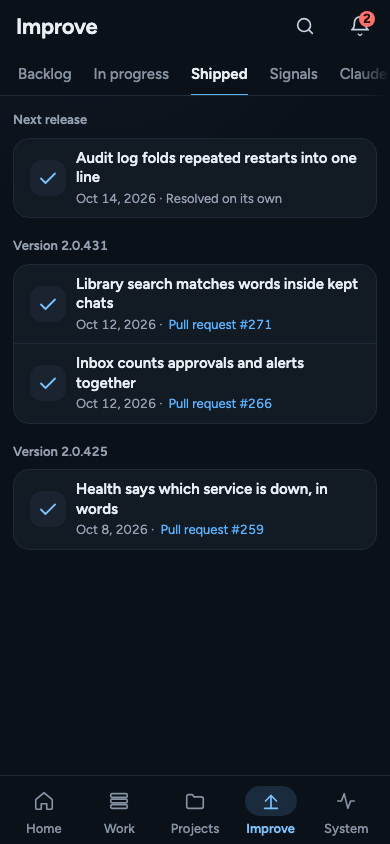 Improve
2
Backlog In progress Shipped Signals Claude
Next release
Audit log folds repeated restarts into one
line
Oct 14, 2026 · Resolved on its own
Version 2.0.431
Library search matches words inside kept
chats
Oct 12, 2026 · Pull request #271
Inbox counts approvals and alerts
together
Oct 12, 2026 · Pull request #266
Version 2.0.425
Health says which service is down, in
words
Oct 8, 2026 · Pull request #259
Home Work Projects Improve System